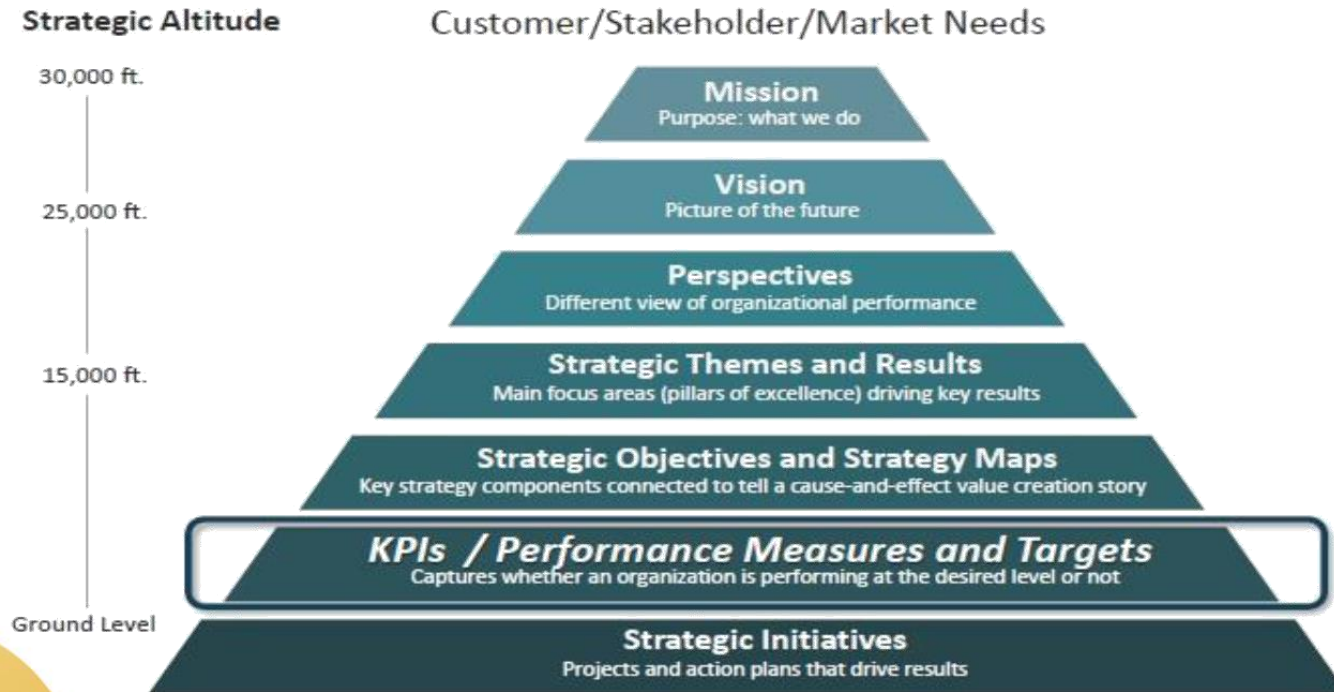 Strategic Altitude
Customer/Stakeholder/Market Needs
30,000 ft.
Mission
Purpose: what we do
Vision
Picture of the future
25,000 ft.
Perspectives
Different view of organizational performance
Strategic Themes and Results
15,000 ft.
Main focus areas (pillars of excellence) driving key results
Strategic Objectives and Strategy Maps
Key strategy components connected to tell a cause-and-effect value creation story
KPIs / Performance Measures and Targets
Captures whether an organization is performing at the desired level or not
Ground Level
Strategic Initiatives
Projects and action plans that drive results